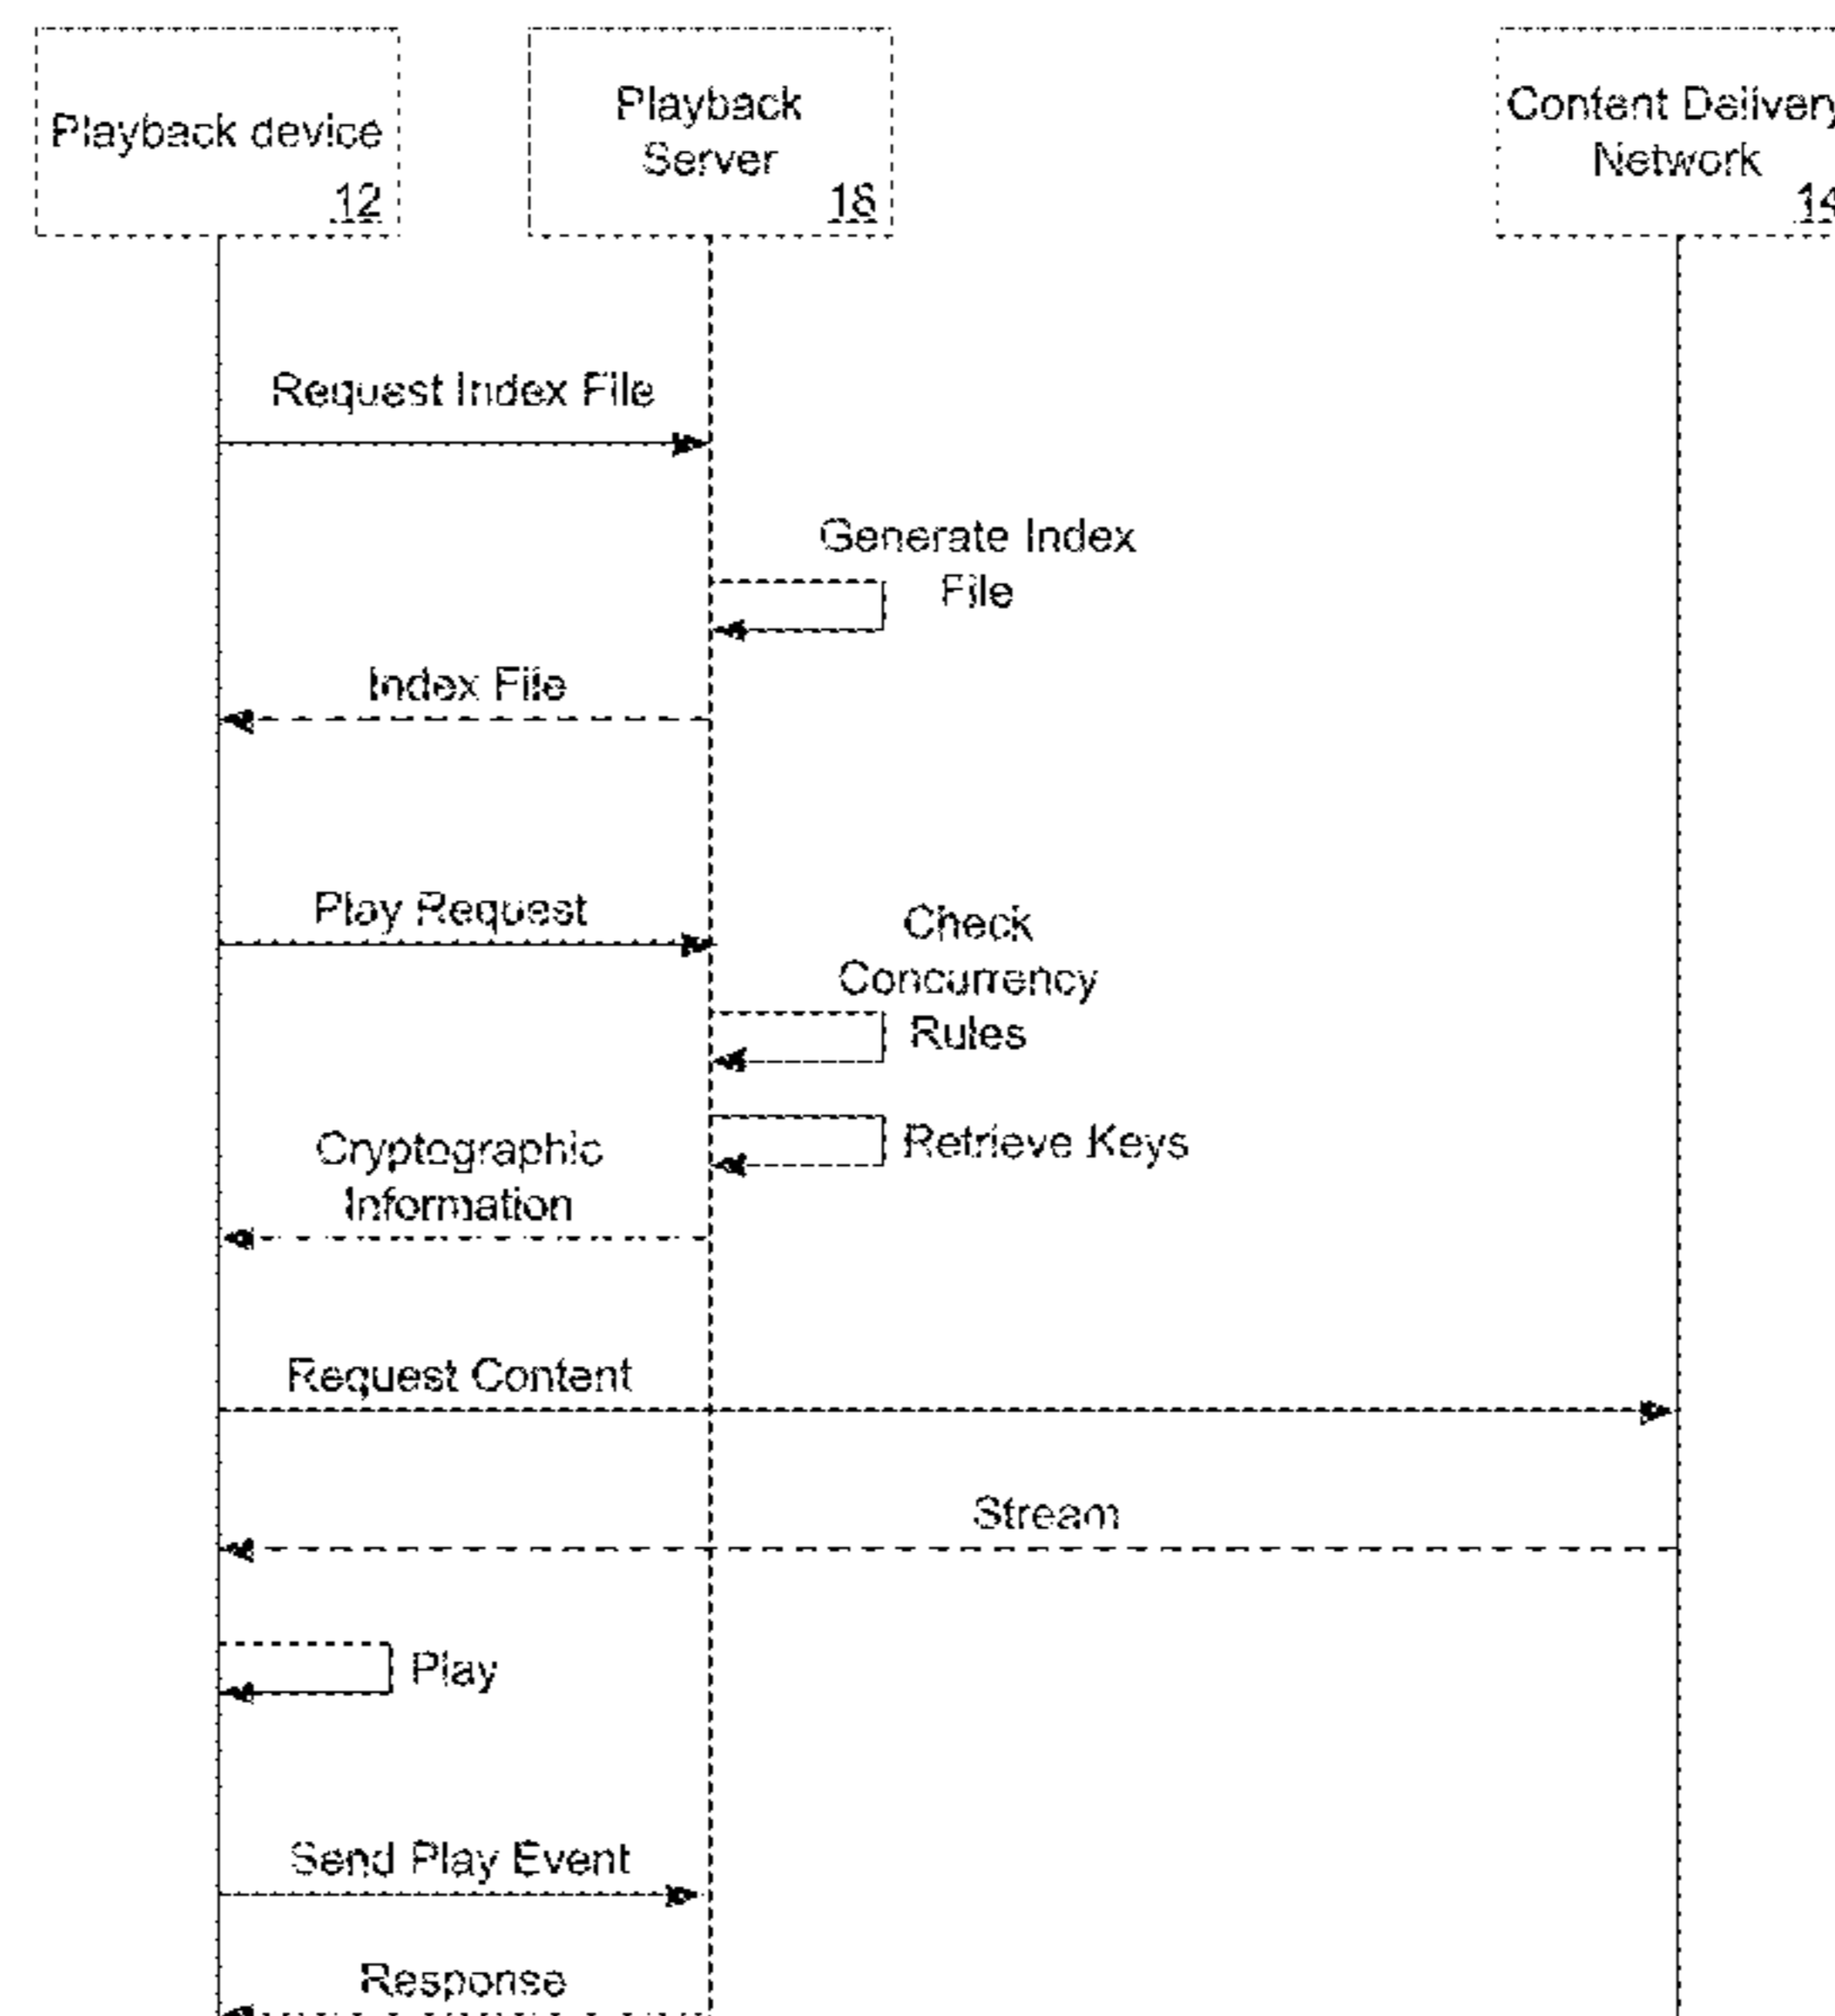 Playback device
12
Playback
Server
18
Content Delivery
Network
14
Request Index File
Generate Index
File
Index File
Play Request
Check
Concurrency
Rules
Retrieve Keys
Cryptographic
Information
Request Content
Stream
Play
Send Play Event
Response